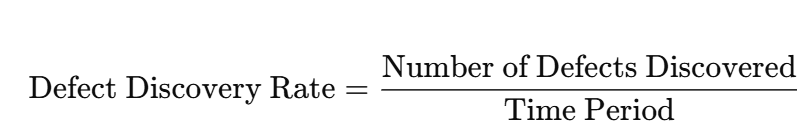 Defect Discovery Rate = Number of Defects Discovered
Time Period